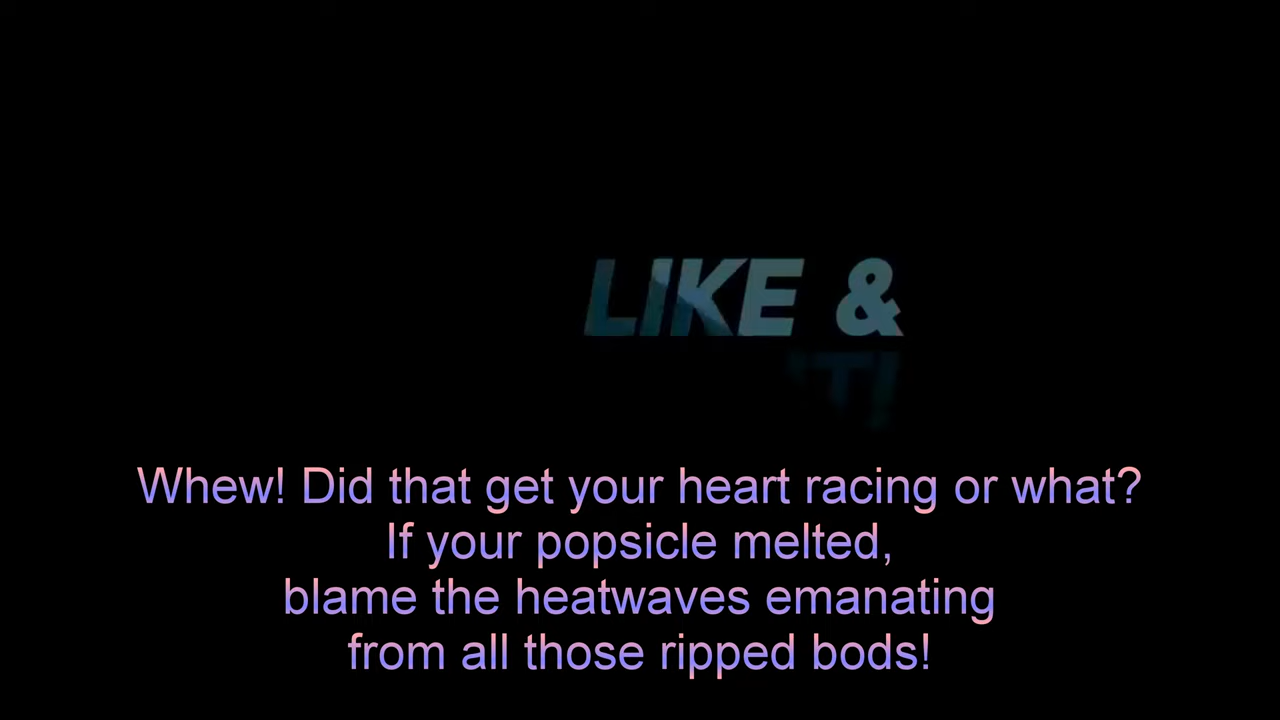 LIKE &
Whew! Did that get your heart racing or what?
If your popsicle melted,
blame the heatwaves emanating
from all those ripped bods!